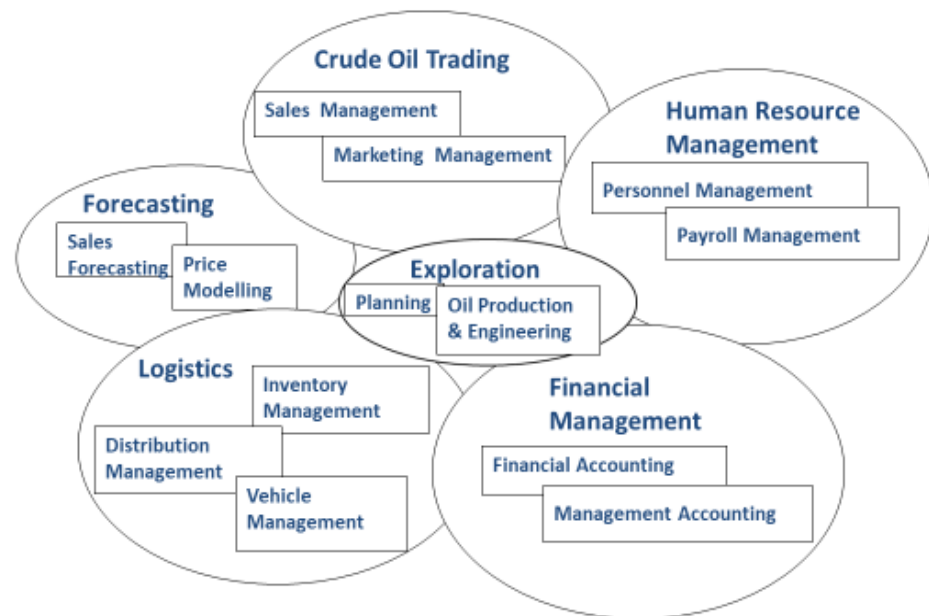 Crude Oil Trading
Sales Management
Marketing Management
Human Resource
Management
Personnel Management
Payroll Management
Forecasting
Sales
Forecasting
Price
Modelling
Exploration
Planning
Oil Production
& Engineering
Logistics
Inventory
Management
Distribution
Management
Vehicle
Management
Financial
Management
Financial Accounting
Management Accounting